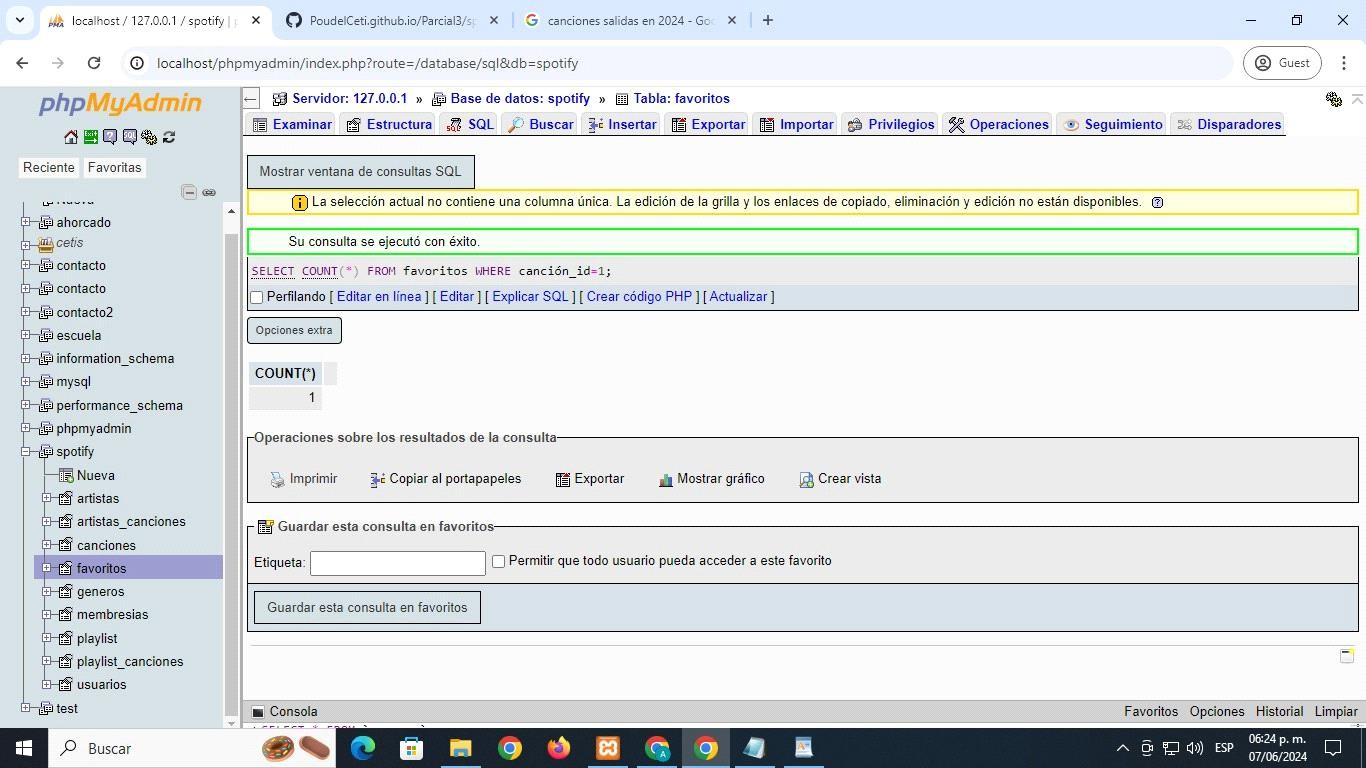 localhost / 127.0.0.1 / spotify | p
PoudelCeti.github.io/Parcial3/sp
canciones salidas en 2024 - Goo
localhost/phpmyadmin/index.php?route=/database/sql&db=spotify
Guest
phpMyAdmin
Reciente
Favoritas
Nueva
ahorcado
cetis
contacto
contacto
contacto2
escuela
information_schema
mysql
performance_schema
phpmyadmin
spotify
Nueva
artistas
artistas_canciones
canciones
favoritos
generos
membresias
playlist
playlist_canciones
usuarios
test
Servidor: 127.0.0.1 » Base de datos: spotify » Tabla: favoritos
Examinar Estructura SQL Buscar Insertar Exportar Importar Privilegios Operaciones Seguimiento Disparadores
Mostrar ventana de consultas SQL
La selección actual no contiene una columna única. La edición de la grilla y los enlaces de copiado, eliminación y edición no están disponibles.
Su consulta se ejecutó con éxito.
SELECT COUNT(*) FROM favoritos WHERE canción_id=1;
Perfilando [ Editar en línea ] [ Editar ] [ Explicar SQL ] [ Crear código PHP ] [ Actualizar ]
Opciones extra
COUNT(*)
1
Operaciones sobre los resultados de la consulta
Imprimir Copiar al portapapeles Exportar Mostrar gráfico Crear vista
Guardar esta consulta en favoritos
Etiqueta: Permitir que todo usuario pueda acceder a este favorito
Guardar esta consulta en favoritos
Consola Favoritos Opciones Historial Limpiar
Buscar
ESP
06:24 p. m.
07/06/2024